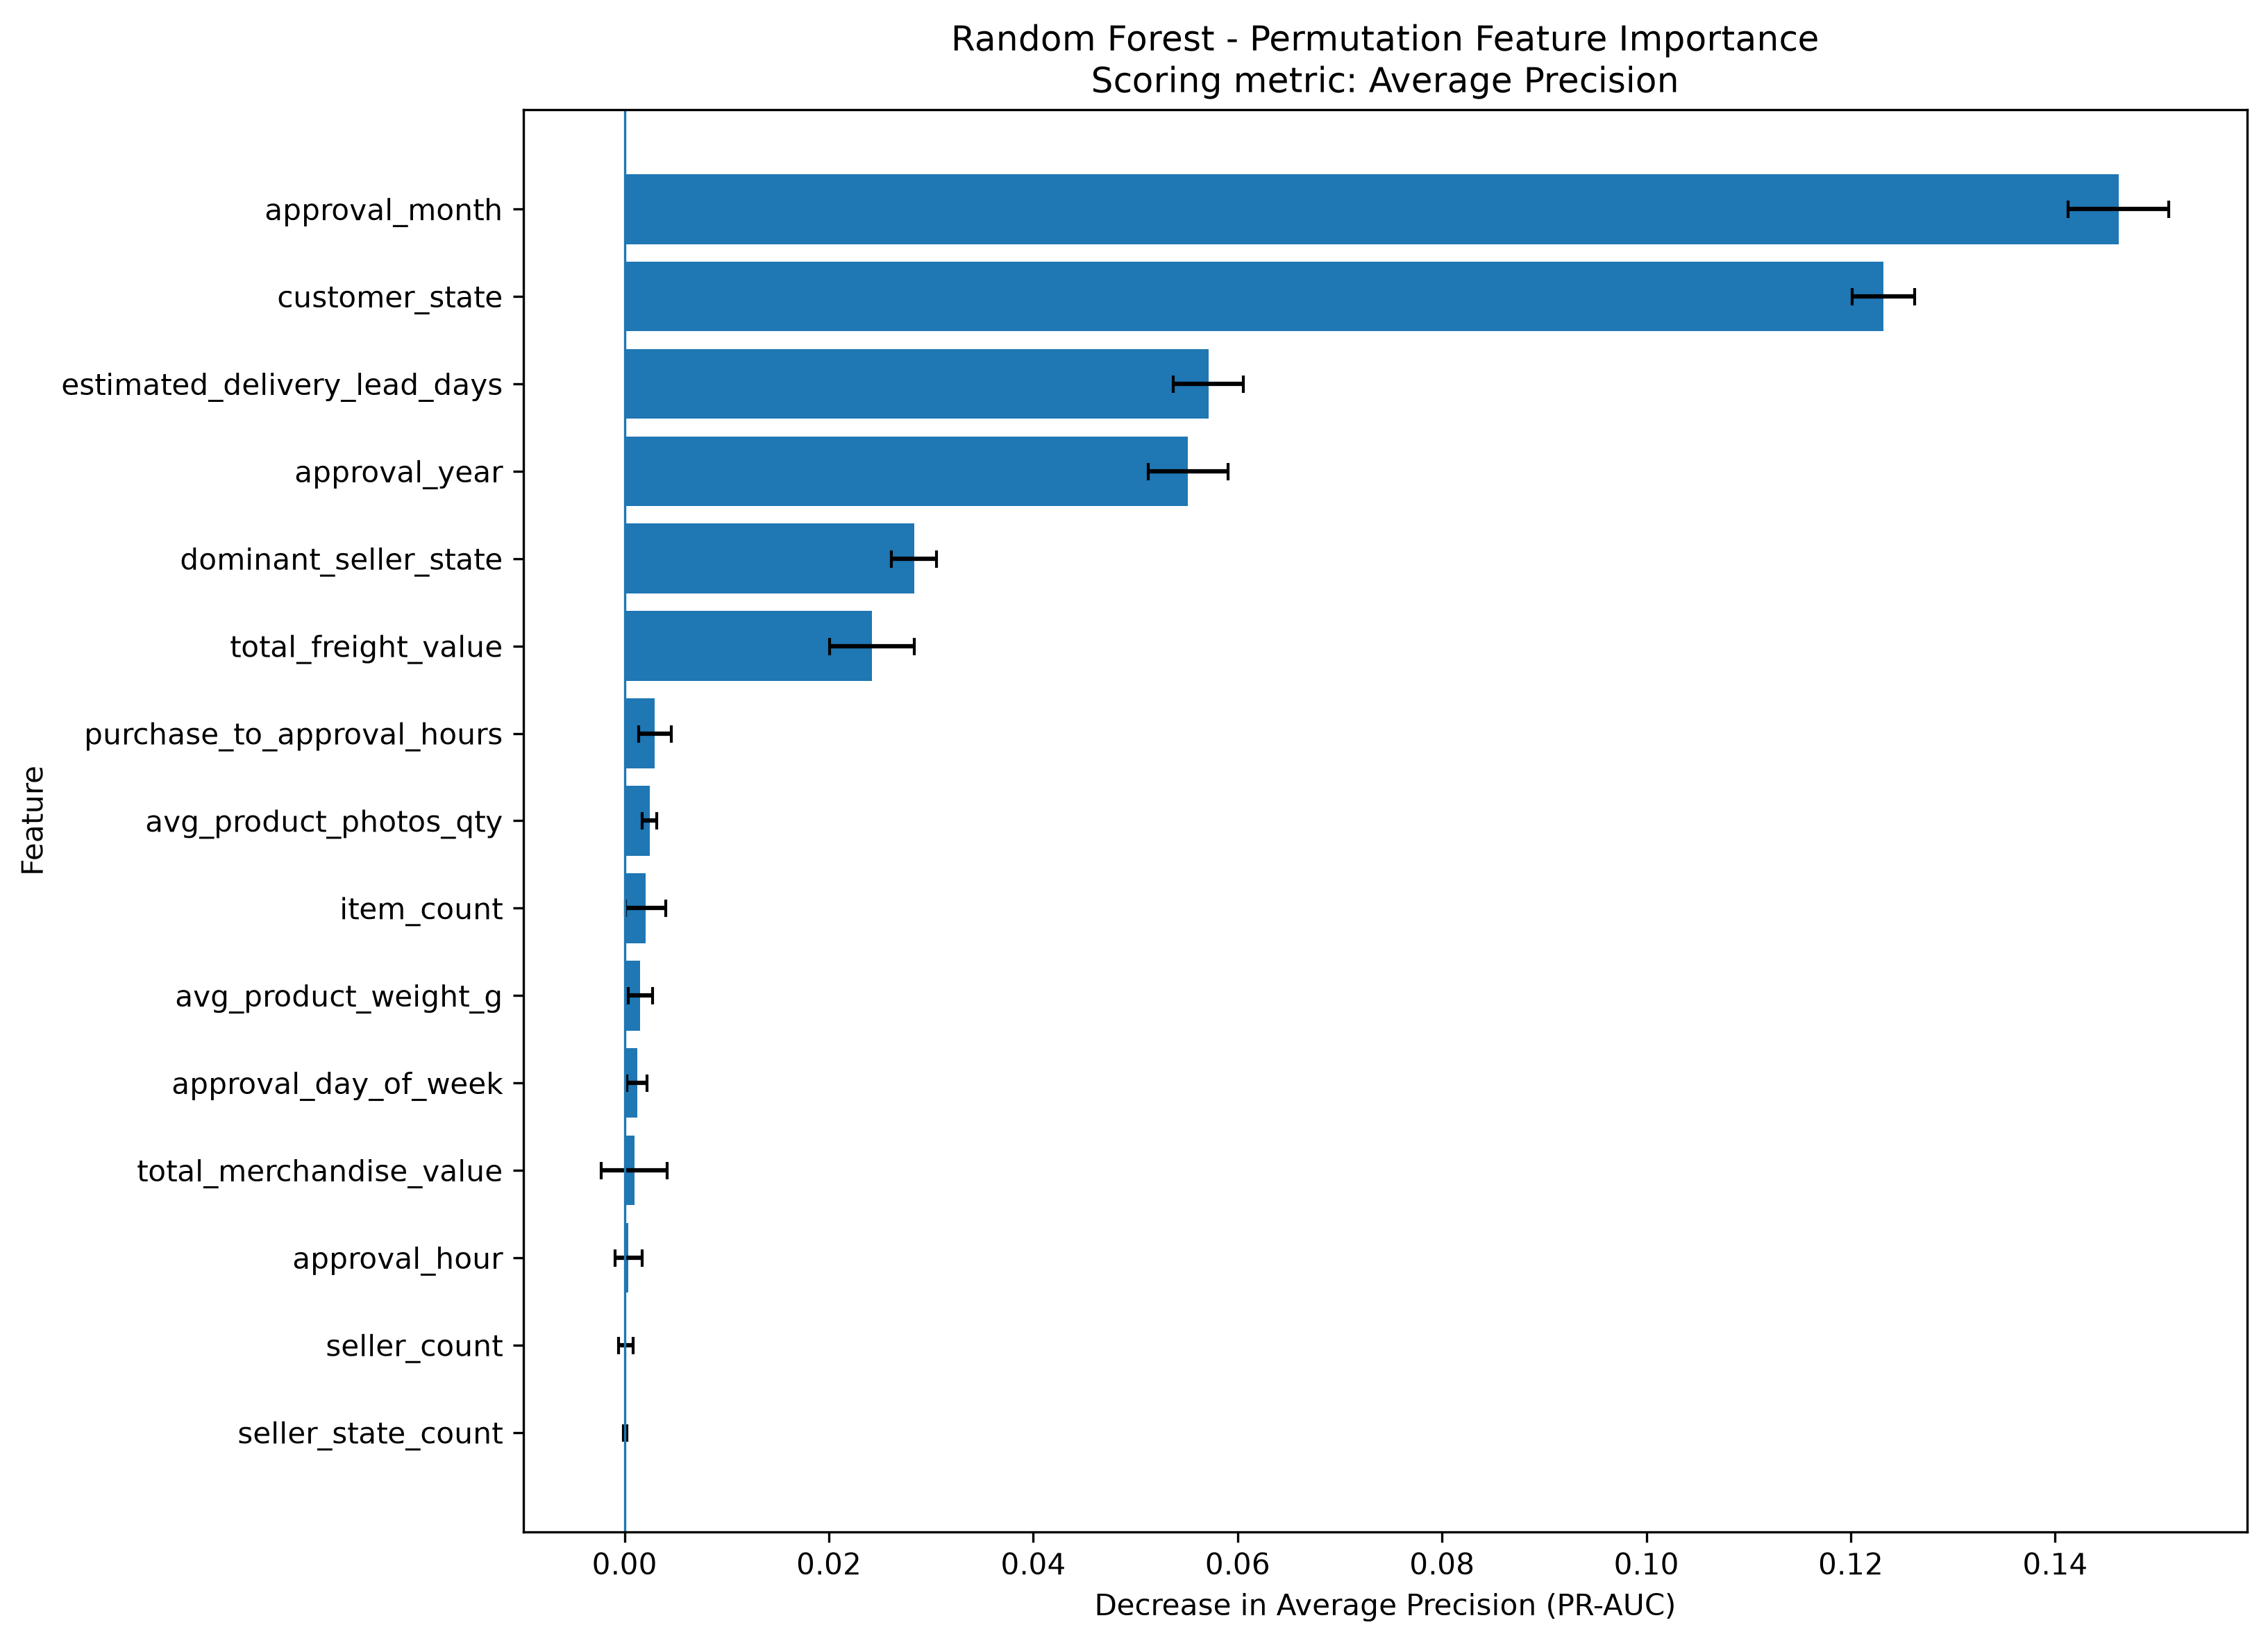 Random Forest - Permutation Feature Importance
Scoring metric: Average Precision
Feature
approval_month
customer_state
estimated_delivery_lead_days
approval_year
dominant_seller_state
total_freight_value
purchase_to_approval_hours
avg_product_photos_qty
item_count
avg_product_weight_g
approval_day_of_week
total_merchandise_value
approval_hour
seller_count
seller_state_count
0.00 0.02 0.04 0.06 0.08 0.10 0.12 0.14
Decrease in Average Precision (PR-AUC)